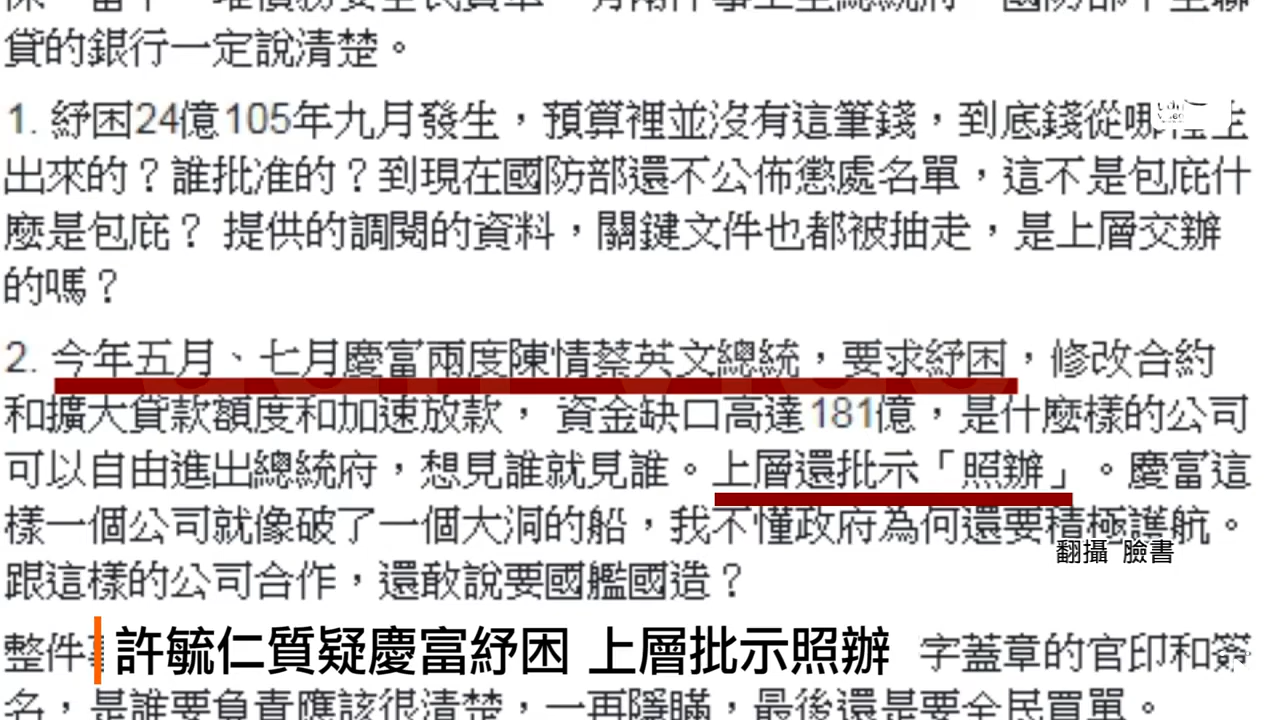 貸的銀行一定說清楚。
1. 紓困24億105年九月發生，預算裡並沒有這筆錢，到底錢從哪裡生
出來的？誰批准的？到現在國防部還不公佈懲處名單，這不是包庇什
麼是包庇？ 提供的調閱的資料，關鍵文件也都被抽走，是上層交辦
的嗎？
2. 今年五月、七月慶富兩度陳情蔡英文總統，要求紓困，修改合約
和擴大貸款額度和加速放款， 資金缺口高達181億，是什麼樣的公司
可以自由進出總統府，想見誰就見誰。上層還批示「照辦」。慶富這
樣一個公司就像破了一個大洞的船，我不懂政府為何還要積極護航。
翻攝 臉書
跟這樣的公司合作，還敢說要國艦國造？
整件
許毓仁質疑慶富紓困 上層批示照辦
字蓋章的官印和簽
名，是誰要負責應該很清楚，一再隱瞞，最後還是要全民買單。